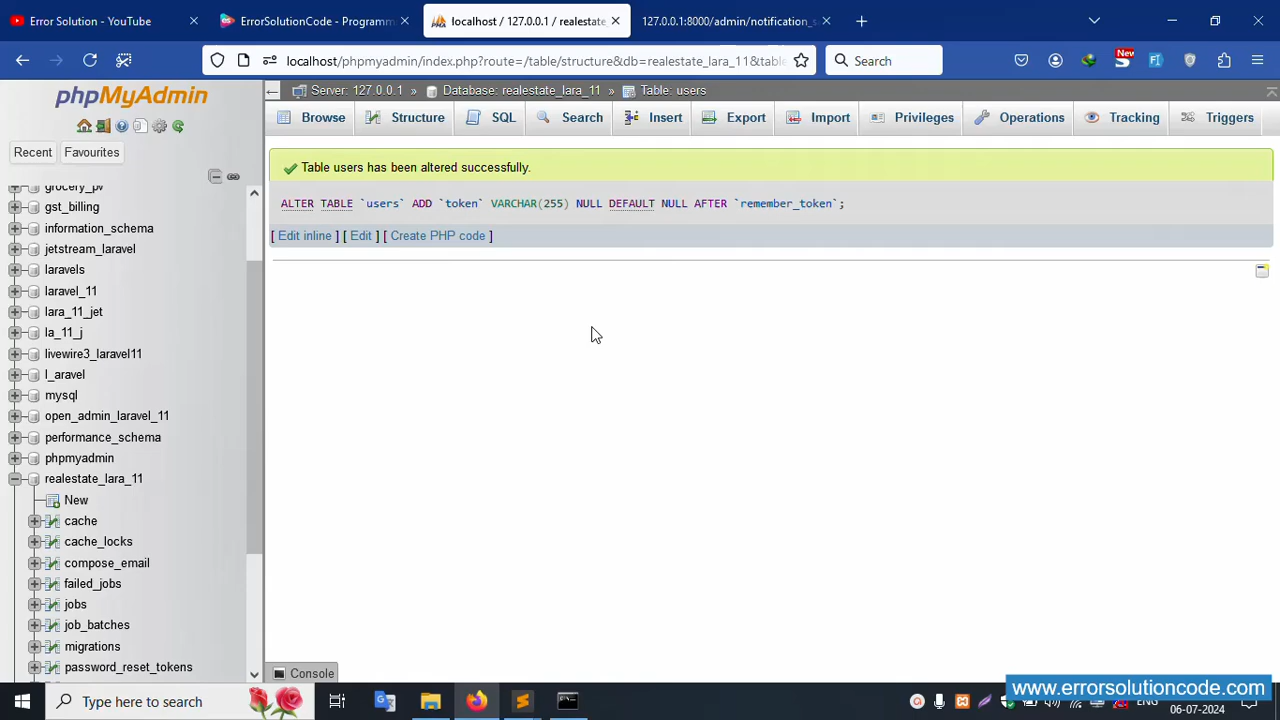 Error Solution - YouTube
ErrorSolutionCode - Programm
localhost / 127.0.0.1 / realestate
127.0.0.1:8000/admin/notification_s
localhost/phpmyadmin/index.php?route=/table/structure&db=realestate_lara_11&table
Search
New
phpMyAdmin
Recent
Favourites
grocery_pv
gst_billing
information_schema
jetstream_laravel
laravels
laravel_11
lara_11_jet
la_11_j
livewire3_laravel11
l_aravel
mysql
open_admin_laravel_11
performance_schema
phpmyadmin
realestate_lara_11
New
cache
cache_locks
compose_email
failed_jobs
jobs
job_batches
migrations
password_reset_tokens
Server: 127.0.0.1 » Database: realestate_lara_11 » Table: users
Browse Structure SQL Search Insert Export Import Privileges Operations Tracking Triggers
Table users has been altered successfully.
ALTER TABLE `users` ADD `token` VARCHAR(255) NULL DEFAULT NULL AFTER `remember_token`;
[ Edit inline ] [ Edit ] [ Create PHP code ]
Console
Type here to search
www.errorsolutioncode.com
06-07-2024